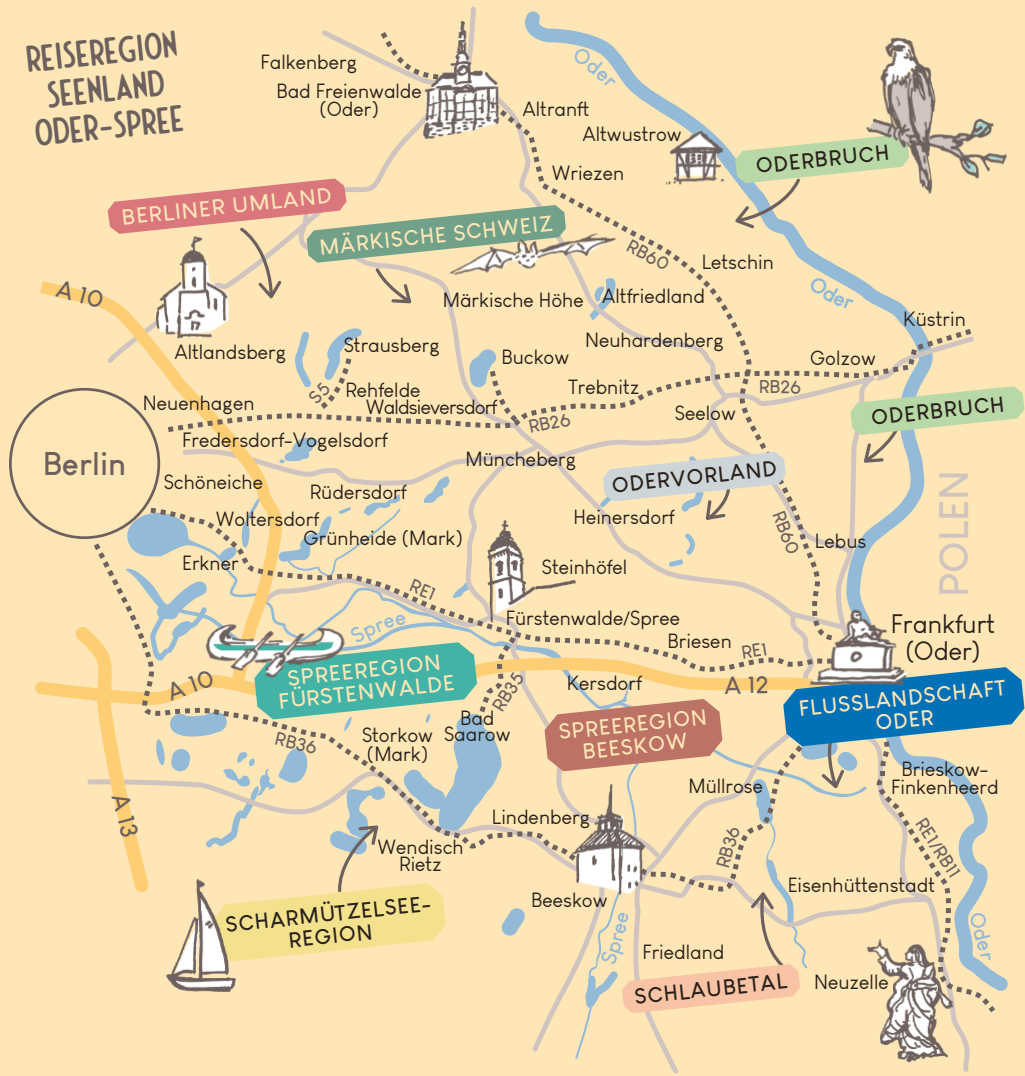 REISEREGION
SEENLAND
ODER-SPREE
Falkenberg
Bad Freienwalde
(Oder)
Oder
Altranft
Altwustrow
ODERBRUCH
Wriezen
BERLINER UMLAND
MÄRKISCHE SCHWEIZ
RB60
Letschin
A 10
Märkische Höhe
Altfriedland
Oder
Küstrin
Altlandsberg
Strausberg
Buckow
Neuhardenberg
Golzow
S5
Rehfelde
Trebnitz
RB26
Neuenhagen
Waldsieversdorf
RB26
Seelow
ODERBRUCH
Fredersdorf-Vogelsdorf
Berlin
Müncheberg
ODERVORLAND
Schöneiche
Rüdersdorf
POLEN
Woltersdorf
Heinersdorf
RB60
Grünheide (Mark)
Lebus
Erkner
Steinhöfel
RE1
Spree
Fürstenwalde/Spree
Briesen
RE1
Frankfurt
(Oder)
SPREEREGION
FÜRSTENWALDE
A 10
RB35
Kersdorf
A 12
FLUSSLANDSCHAFT
ODER
RB36
Storkow
(Mark)
Bad
Saarow
SPREEREGION
BEESKOW
Müllrose
Brieskow-
Finkenheerd
A 13
Lindenberg
Wendisch
Rietz
RB36
RE1/RB11
Beeskow
Eisenhüttenstadt
SCHARMÜTZELSEE-
REGION
Spree
Friedland
Oder
SCHLAUBETAL
Neuzelle